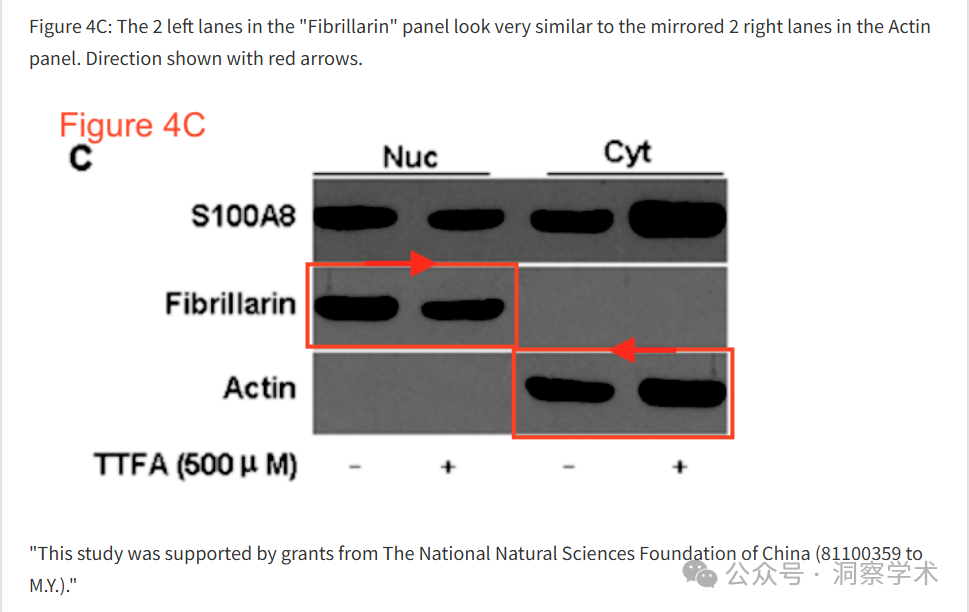 Figure 4C: The 2 left lanes in the "Fibrillarin" panel look very similar to the mirrored 2 right lanes in the Actin
panel. Direction shown with red arrows.
Figure 4C
C
Nuc Cyt
S100A8
Fibrillarin
Actin
TTFA (500 μ M) - + - +
"This study was supported by grants from The National Natural Sciences Foundation of China (81100359 to
M.Y.)."
公众号 · 洞察学术